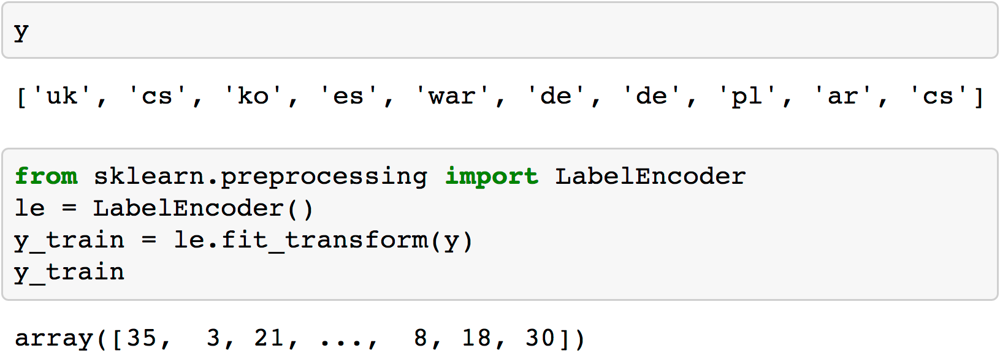 y
['uk', 'cs', 'ko', 'es', 'war', 'de', 'de', 'pl', 'ar', 'cs']
from sklearn.preprocessing import LabelEncoder
le = LabelEncoder()
y_train = le.fit_transform(y)
y_train
array([35,  3, 21, ...,  8, 18, 30])